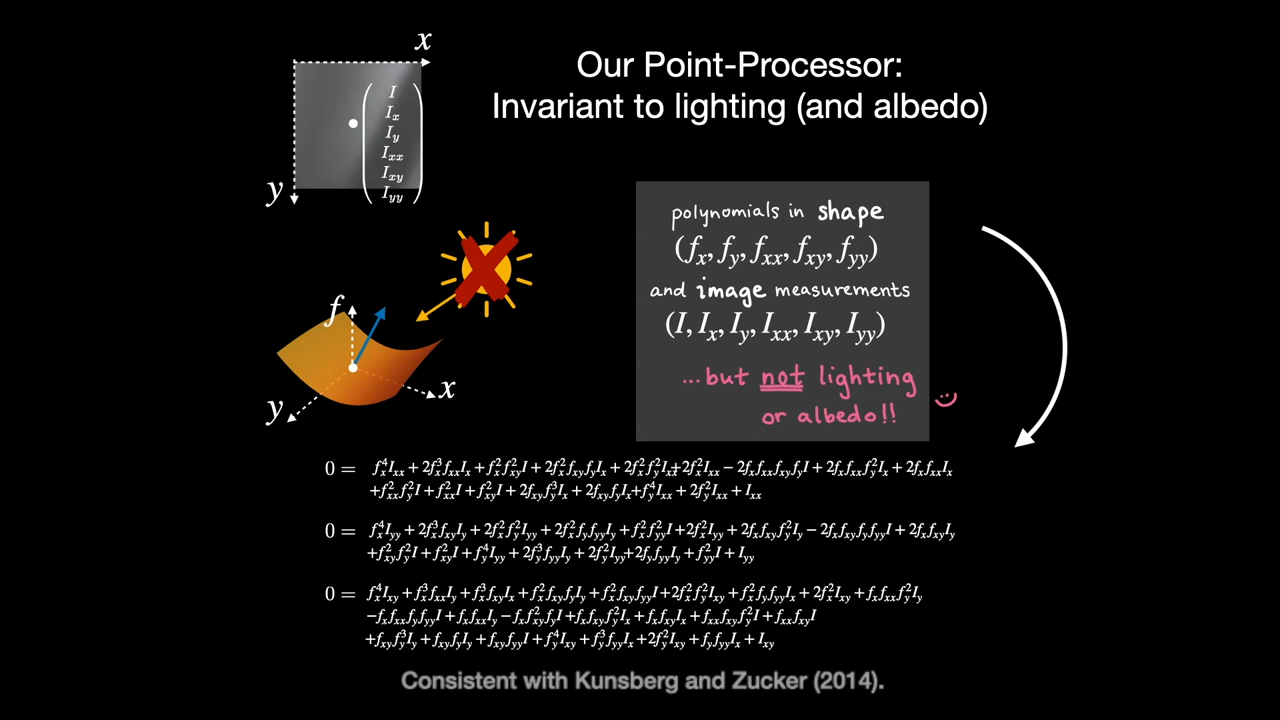 Our Point-Processor:
Invariant to lighting (and albedo)
x
I
I_x
I_y
I_xx
I_xy
I_yy
y
f
x
y
polynomials in shape
(f_x, f_y, f_xx, f_xy, f_yy)
and image measurements
(I, I_x, I_y, I_xx, I_xy, I_yy)
...but not lighting
or albedo!!
0 = f_x^4 I_xx + 2f_x^3 f_xx I_x + f_x^2 f_xy^2 I + 2f_x^2 f_xy f_y I_x + 2f_x^2 f_y^2 I_xx + 2f_x^2 I_xx − 2f_x f_xx f_xy f_y I + 2f_x f_xx f_y^2 I_x + 2f_x f_xx I_x
+f_xx^2 f_y^2 I + f_xx^2 I + f_xy^2 I + 2f_xy f_y^3 I_x + 2f_xy f_y I_x + f_y^4 I_xx + 2f_y^2 I_xx + I_xx
0 = f_x^4 I_yy + 2f_x^3 f_xy I_y + 2f_x^2 f_y^2 I_yy + 2f_x^2 f_y f_yy I_y + f_x^2 f_yy^2 I + 2f_x^2 I_yy + 2f_x f_xy f_y^2 I_y − 2f_x f_xy f_y f_yy I + 2f_x f_xy I_y
+f_xy^2 f_y^2 I + f_xy^2 I + f_y^4 I_yy + 2f_y^3 f_yy I_y + 2f_y^2 I_yy + 2f_y f_yy I_y + f_yy^2 I + I_yy
0 = f_x^4 I_xy + f_x^3 f_xx I_y + f_x^3 f_xy I_x + f_x^2 f_xy f_y I_y + f_x^2 f_xy f_yy I + 2f_x^2 f_y^2 I_xy + f_x^2 f_y f_yy I_x + 2f_x^2 I_xy + f_x f_xx f_y^2 I_y
−f_x f_xx f_y f_yy I + f_x f_xx I_y − f_x f_xy^2 f_y I + f_x f_xy f_y^2 I_x + f_x f_xy I_x + f_xx f_xy f_y^2 I + f_xx f_xy I
+f_xy f_y^3 I_y + f_xy f_y I_y + f_xy f_yy I + f_y^4 I_xy + f_y^3 f_yy I_x + 2f_y^2 I_xy + f_y f_yy I_x + I_xy
Consistent with Kunsberg and Zucker (2014).